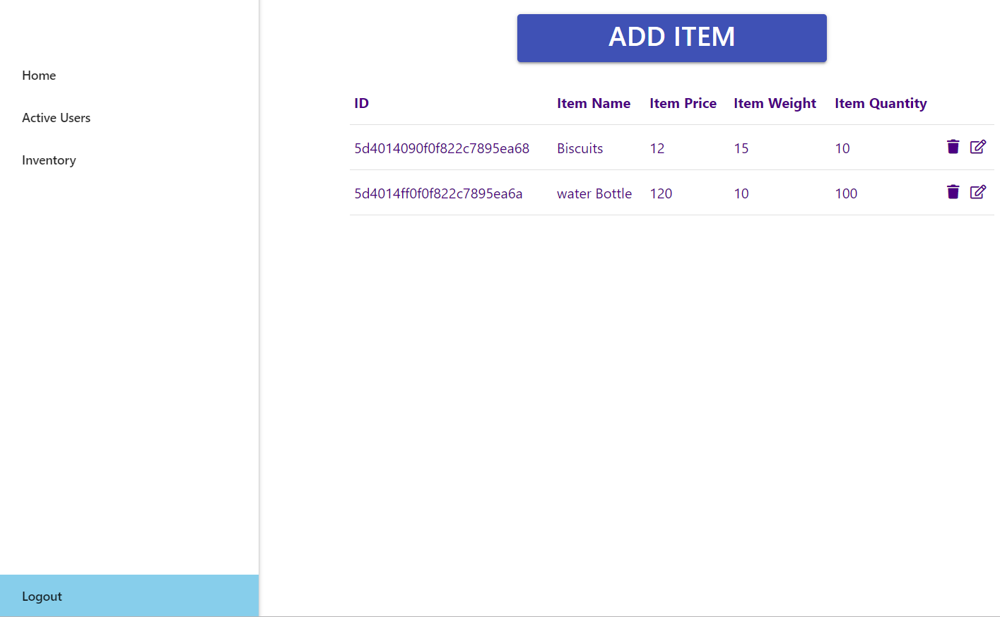 ADD ITEM
Home
Active Users
Inventory
ID Item Name Item Price Item Weight Item Quantity
5d4014090f0f822c7895ea68 Biscuits 12 15 10
5d4014ff0f0f822c7895ea6a water Bottle 120 10 100
Logout